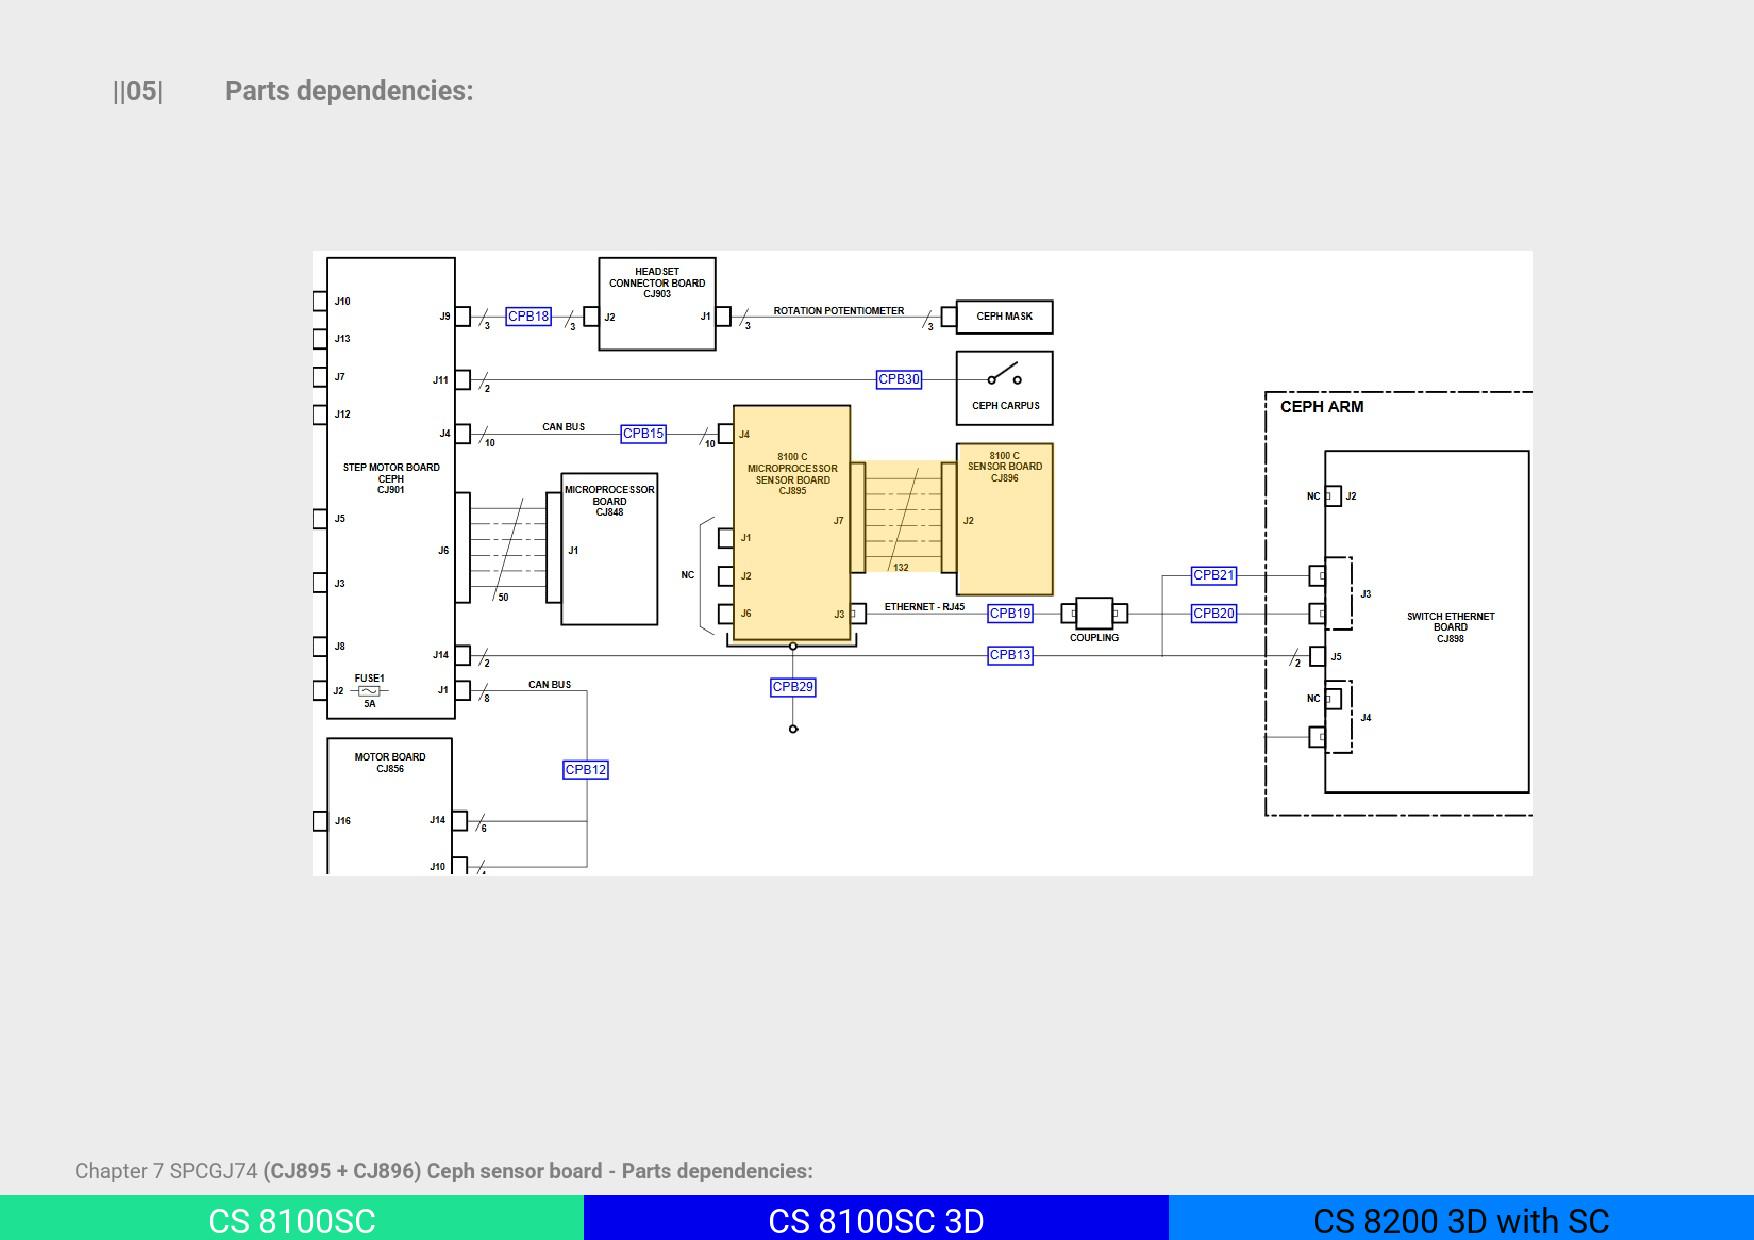 ||05| Parts dependencies:
HEADSET
CONNECTOR BOARD
CJ903
J10
J9
3
CPB18
3
J2
J1
3
ROTATION POTENTIOMETER
3
CEPH MASK
J13
J7
J11
2
CPB30
CEPH CARPUS
CEPH ARM
J12
J4
10
CAN BUS
CPB15
10
J4
8100 C
MICROPROCESSOR
SENSOR BOARD
CJ895
8100 C
SENSOR BOARD
CJ896
STEP MOTOR BOARD
CEPH
CJ901
MICROPROCESSOR
BOARD
CJ848
NC
J2
J5
J7
J2
J6
J1
J1
132
NC
J2
J3
50
CPB21
J3
J6
J3
ETHERNET - RJ45
CPB19
COUPLING
CPB20
SWITCH ETHERNET
BOARD
CJ898
J8
J14
2
CPB13
2
J5
FUSE1
J2
5A
J1
8
CAN BUS
CPB29
NC
J4
MOTOR BOARD
CJ856
CPB12
J16
J14
6
J10
Chapter 7 SPCGJ74 (CJ895 + CJ896) Ceph sensor board - Parts dependencies:
CS 8100SC
CS 8100SC 3D
CS 8200 3D with SC